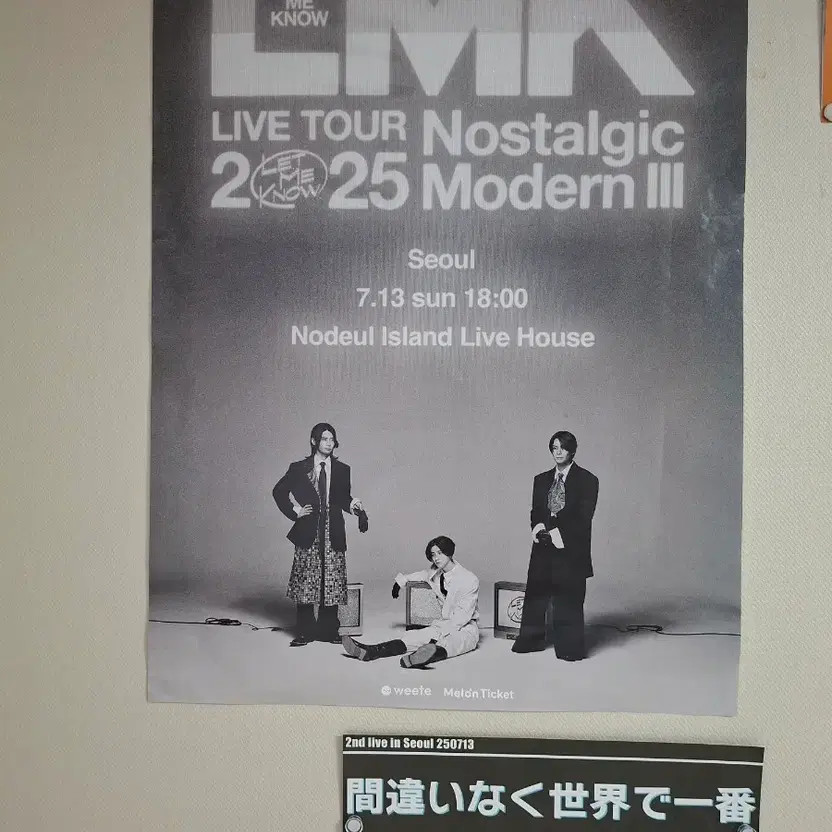 ME
KNOW
LMK
LIVE TOUR
2025
LET
ME
KNOW
Nostalgic
Modern III
Seoul
7.13 sun 18:00
Nodeul Island Live House
weete Melon Ticket
2nd live in Seoul 250713
間違いなく世界で一番